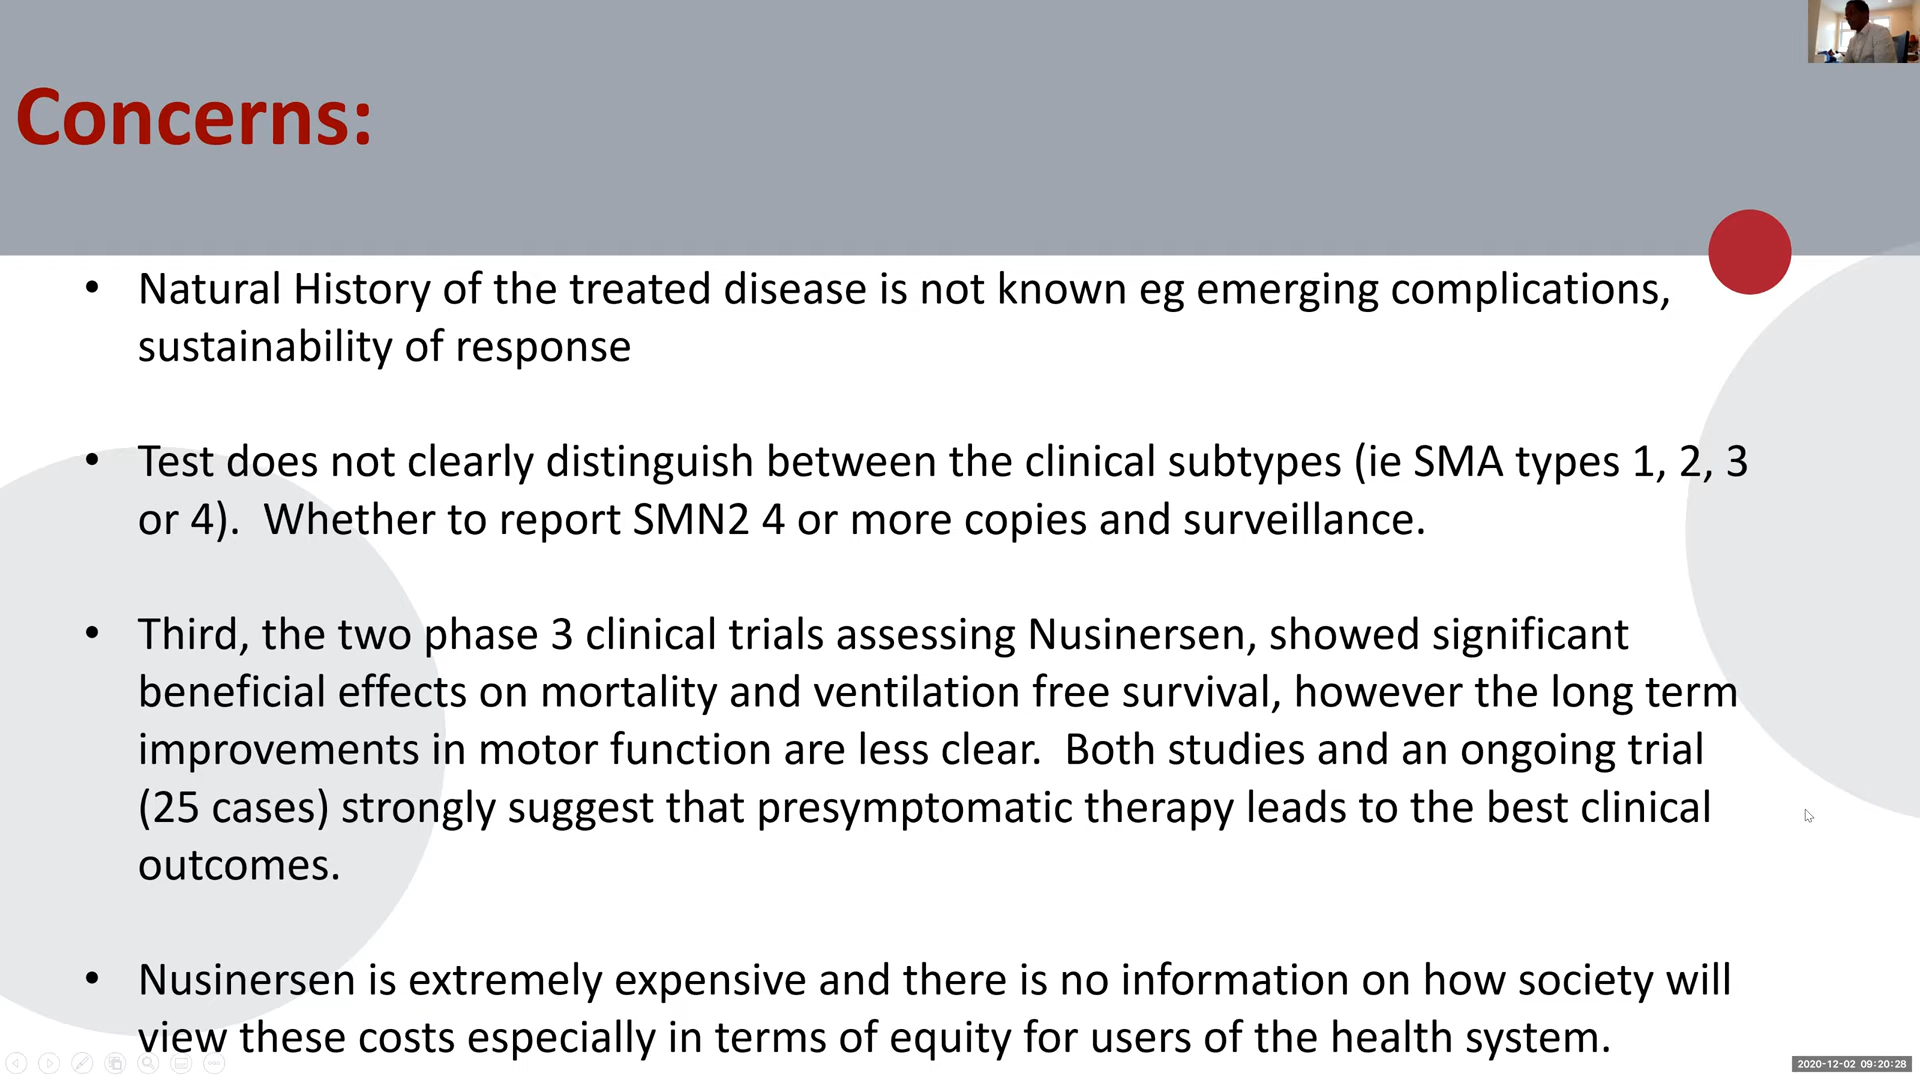 Concerns:
• Natural History of the treated disease is not known eg emerging complications,
sustainability of response
• Test does not clearly distinguish between the clinical subtypes (ie SMA types 1, 2, 3
or 4).  Whether to report SMN2 4 or more copies and surveillance.
• Third, the two phase 3 clinical trials assessing Nusinersen, showed significant
beneficial effects on mortality and ventilation free survival, however the long term
improvements in motor function are less clear.  Both studies and an ongoing trial
(25 cases) strongly suggest that presymptomatic therapy leads to the best clinical
outcomes.
• Nusinersen is extremely expensive and there is no information on how society will
view these costs especially in terms of equity for users of the health system.
2020-12-02 09:20:28